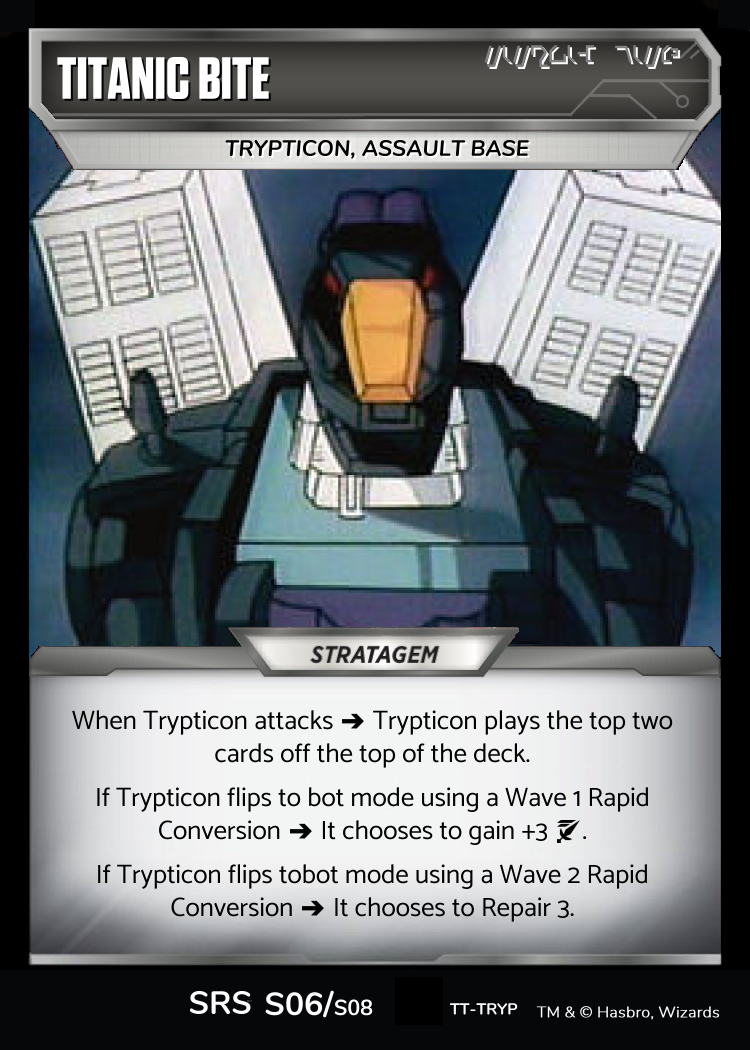 TITANIC BITE
TRYPTICON, ASSAULT BASE
STRATAGEM
When Trypticon attacks ➔ Trypticon plays the top two
cards off the top of the deck.
If Trypticon flips to bot mode using a Wave 1 Rapid
Conversion ➔ It chooses to gain +3 .
If Trypticon flips tobot mode using a Wave 2 Rapid
Conversion ➔ It chooses to Repair 3.
SRS S06/S08 TT-TRYP TM & © Hasbro, Wizards